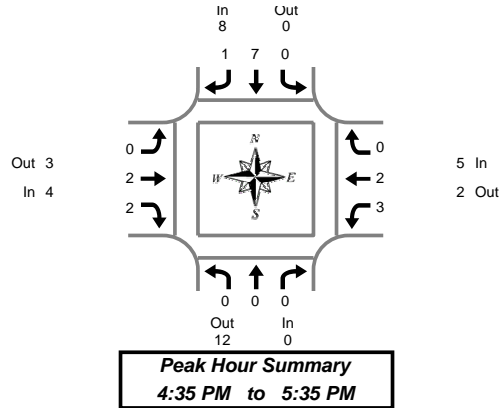 In Out
8 0
1 7 0
0 0
Out 3 N 5 In
2 W E 2
In 4 2 Out
2 S 3
0 0 0
Out In
12 0
Peak Hour Summary
4:35 PM to 5:35 PM